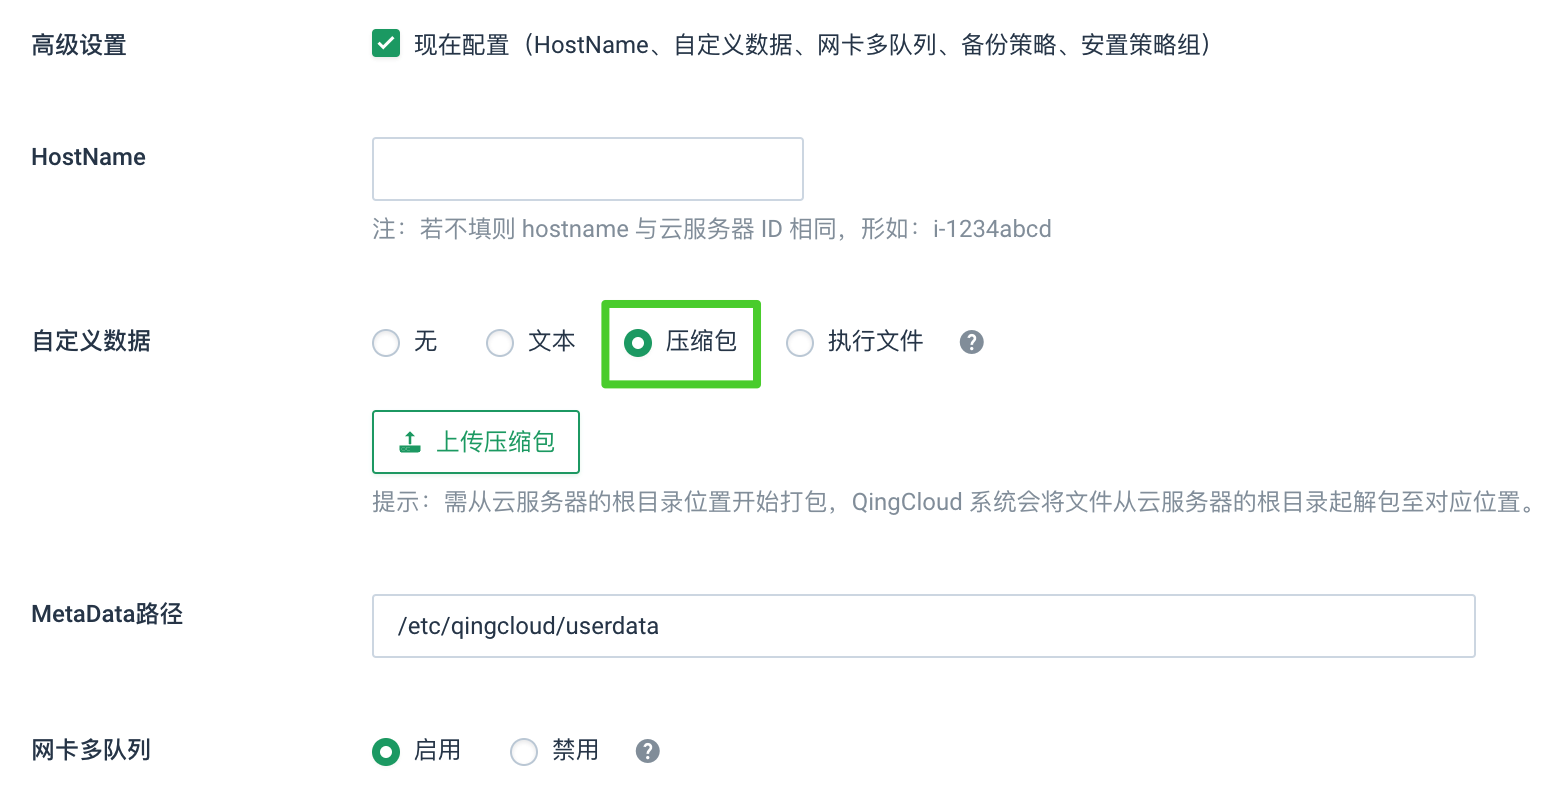 高级设置
现在配置（HostName、自定义数据、网卡多队列、备份策略、安置策略组）
HostName
注：若不填则 hostname 与云服务器 ID 相同，形如：i-1234abcd
自定义数据
无 文本 压缩包 执行文件 ?
上传压缩包
提示：需从云服务器的根目录位置开始打包，QingCloud 系统会将文件从云服务器的根目录起解包至对应位置。
MetaData路径
/etc/qingcloud/userdata
网卡多队列
启用 禁用 ?